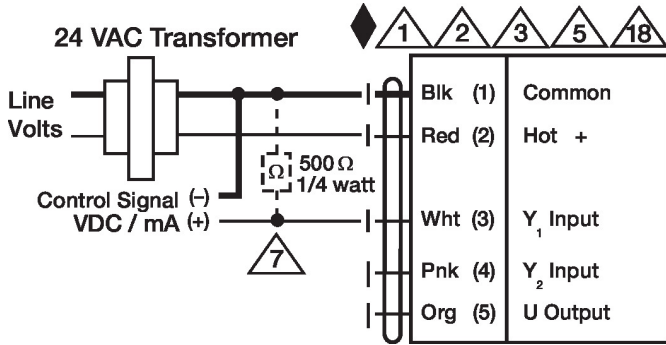 24 VAC Transformer
1 2 3 5 18
Line
Volts
Blk (1) Common
Red (2) Hot +
Ω 500 Ω
1/4 watt
Control Signal (–)
VDC / mA (+)
Wht (3) Y₁ Input
7
Pnk (4) Y₂ Input
Org (5) U Output